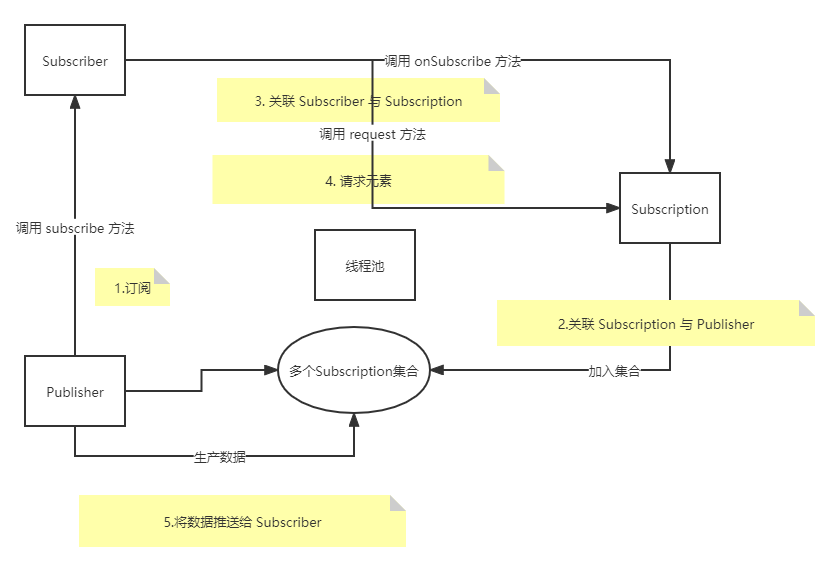 Subscriber
调用 onSubscribe 方法
3. 关联 Subscriber 与 Subscription
调用 request 方法
4. 请求元素
Subscription
调用 subscribe 方法
线程池
1.订阅
2.关联 Subscription 与 Publisher
多个Subscription集合
加入集合
Publisher
生产数据
5.将数据推送给 Subscriber